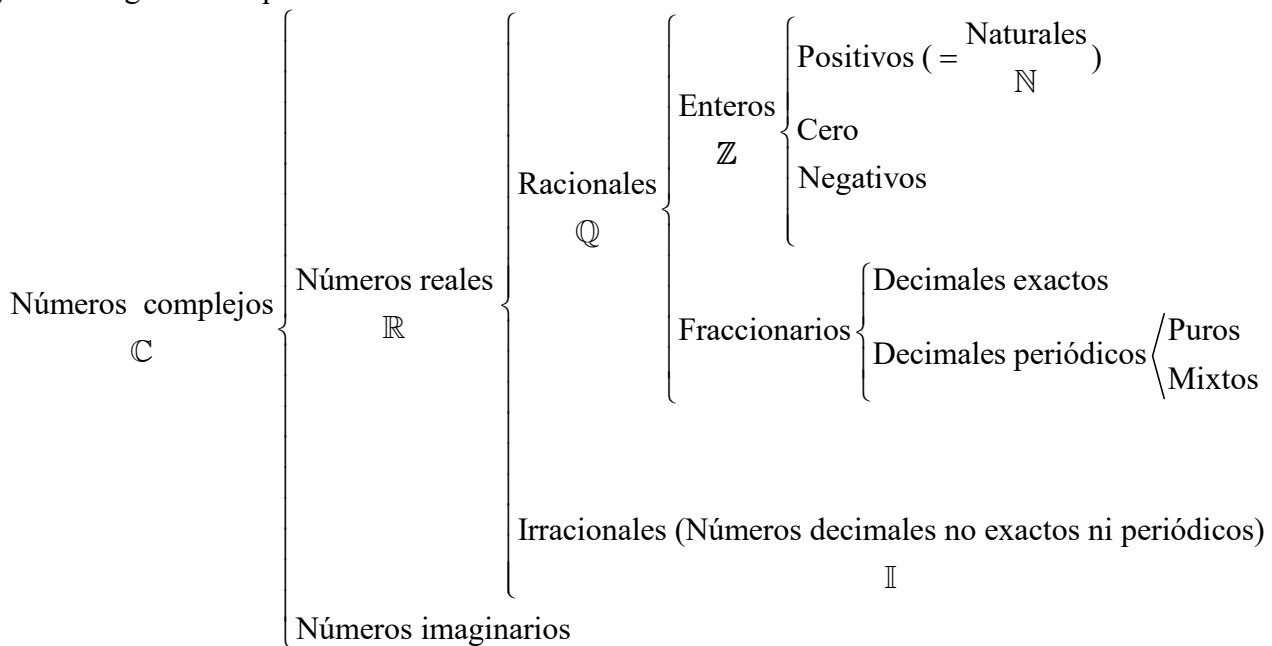 Naturales
Positivos ( = )
ℕ
Enteros
ℤ
Cero
Negativos
Racionales
ℚ
Números reales
ℝ
Decimales exactos
Números complejos
ℂ
Fraccionarios
Decimales periódicos
Puros
Mixtos
Irracionales (Números decimales no exactos ni periódicos)
𝕀
Números imaginarios